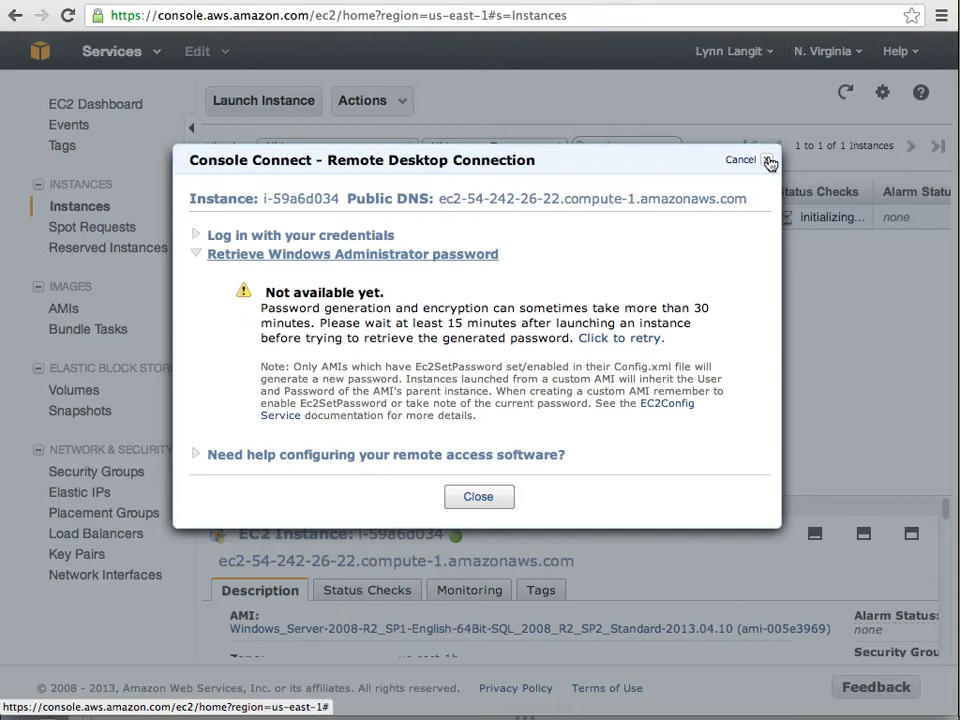 https://console.aws.amazon.com/ec2/home?region=us-east-1#s=Instances
Services Edit Lynn Langit N. Virginia Help
EC2 Dashboard
Events
Tags
INSTANCES
Instances
Spot Requests
Reserved Instances
IMAGES
AMIs
Bundle Tasks
ELASTIC BLOCK STOR
Volumes
Snapshots
NETWORK & SECURITY
Security Groups
Elastic IPs
Placement Groups
Load Balancers
Key Pairs
Network Interfaces
Launch Instance Actions
1 to 1 of 1 Instances
Status Checks Alarm Statu
initializing... none
Console Connect - Remote Desktop Connection Cancel
Instance: i-59a6d034 Public DNS: ec2-54-242-26-22.compute-1.amazonaws.com
Log in with your credentials
Retrieve Windows Administrator password
Not available yet.
Password generation and encryption can sometimes take more than 30
minutes. Please wait at least 15 minutes after launching an instance
before trying to retrieve the generated password. Click to retry.
Note: Only AMIs which have Ec2SetPassword set/enabled in their Config.xml file will
generate a new password. Instances launched from a custom AMI will inherit the User
and Password of the AMI's parent instance. When creating a custom AMI remember to
enable Ec2SetPassword or take note of the current password. See the EC2Config
Service documentation for more details.
Need help configuring your remote access software?
Close
EC2 Instance: i-59a6d034
ec2-54-242-26-22.compute-1.amazonaws.com
Description Status Checks Monitoring Tags
AMI:
Windows_Server-2008-R2_SP1-English-64Bit-SQL_2008_R2_SP2_Standard-2013.04.10 (ami-005e3969)
Alarm Status:
none
Security Grou
© 2008 - 2013, Amazon Web Services, Inc. or its affiliates. All rights reserved. Privacy Policy Terms of Use Feedback
https://console.aws.amazon.com/ec2/home?region=us-east-1#